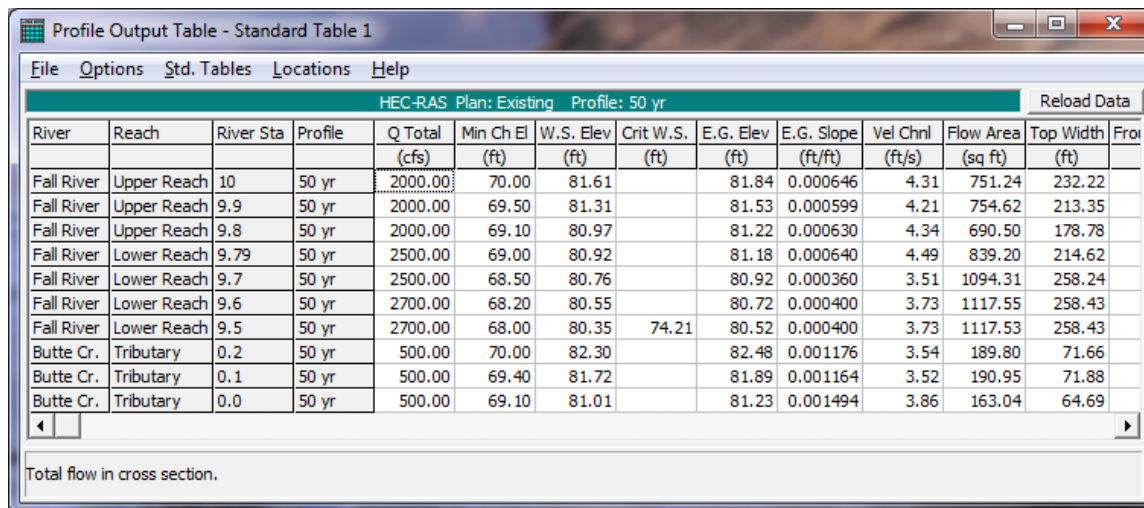 Profile Output Table - Standard Table 1
File Options Std. Tables Locations Help
HEC-RAS Plan: Existing Profile: 50 yr Reload Data
River Reach River Sta Profile Q Total Min Ch El W.S. Elev Crit W.S. E.G. Elev E.G. Slope Vel Chnl Flow Area Top Width Frou
(cfs) (ft) (ft) (ft) (ft) (ft/ft) (ft/s) (sq ft) (ft)
Fall River Upper Reach 10 50 yr 2000.00 70.00 81.61 81.84 0.000646 4.31 751.24 232.22
Fall River Upper Reach 9.9 50 yr 2000.00 69.50 81.31 81.53 0.000599 4.21 754.62 213.35
Fall River Upper Reach 9.8 50 yr 2000.00 69.10 80.97 81.22 0.000630 4.34 690.50 178.78
Fall River Lower Reach 9.79 50 yr 2500.00 69.00 80.92 81.18 0.000640 4.49 839.20 214.62
Fall River Lower Reach 9.7 50 yr 2500.00 68.50 80.76 80.92 0.000360 3.51 1094.31 258.24
Fall River Lower Reach 9.6 50 yr 2700.00 68.20 80.55 80.72 0.000400 3.73 1117.55 258.43
Fall River Lower Reach 9.5 50 yr 2700.00 68.00 80.35 74.21 80.52 0.000400 3.73 1117.53 258.43
Butte Cr. Tributary 0.2 50 yr 500.00 70.00 82.30 82.48 0.001176 3.54 189.80 71.66
Butte Cr. Tributary 0.1 50 yr 500.00 69.40 81.72 81.89 0.001164 3.52 190.95 71.88
Butte Cr. Tributary 0.0 50 yr 500.00 69.10 81.01 81.23 0.001494 3.86 163.04 64.69
Total flow in cross section.